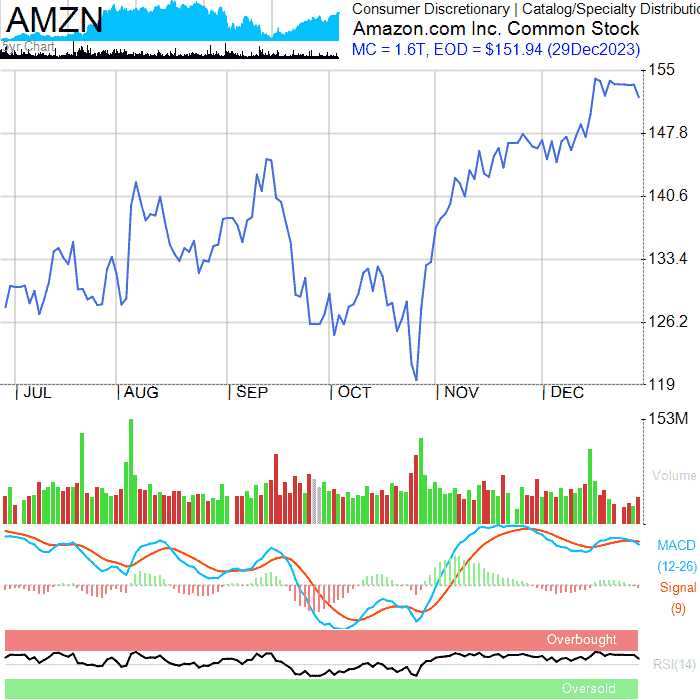 AMZN
5yr Chart
Consumer Discretionary | Catalog/Specialty Distributio
Amazon.com Inc. Common Stock
MC = 1.6T, EOD = $151.94 (29Dec2023)
155
147.8
140.6
133.4
126.2
119
| JUL | AUG | SEP | OCT | NOV | DEC
153M
Volume
MACD
(12-26)
Signal
(9)
Overbought
RSI(14)
Oversold